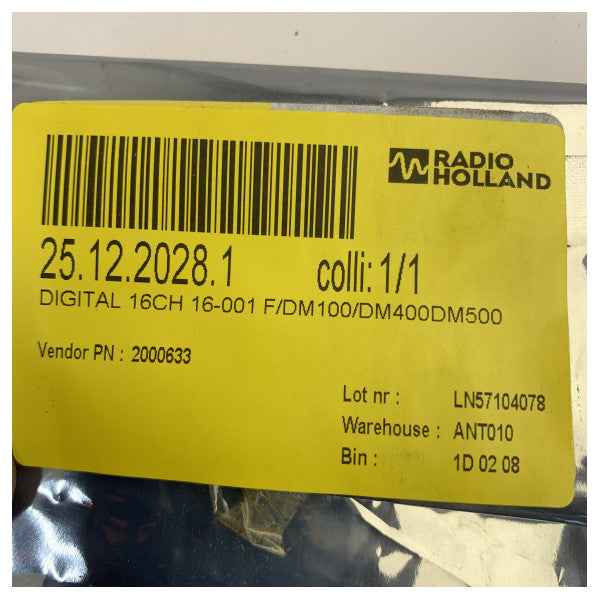 RADIO
HOLLAND
25.12.2028.1 colli: 1/1
DIGITAL 16CH 16-001 F/DM100/DM400DM500
Vendor PN : 2000633
Lot nr : LN57104078
Warehouse : ANT010
Bin : 1D 02 08